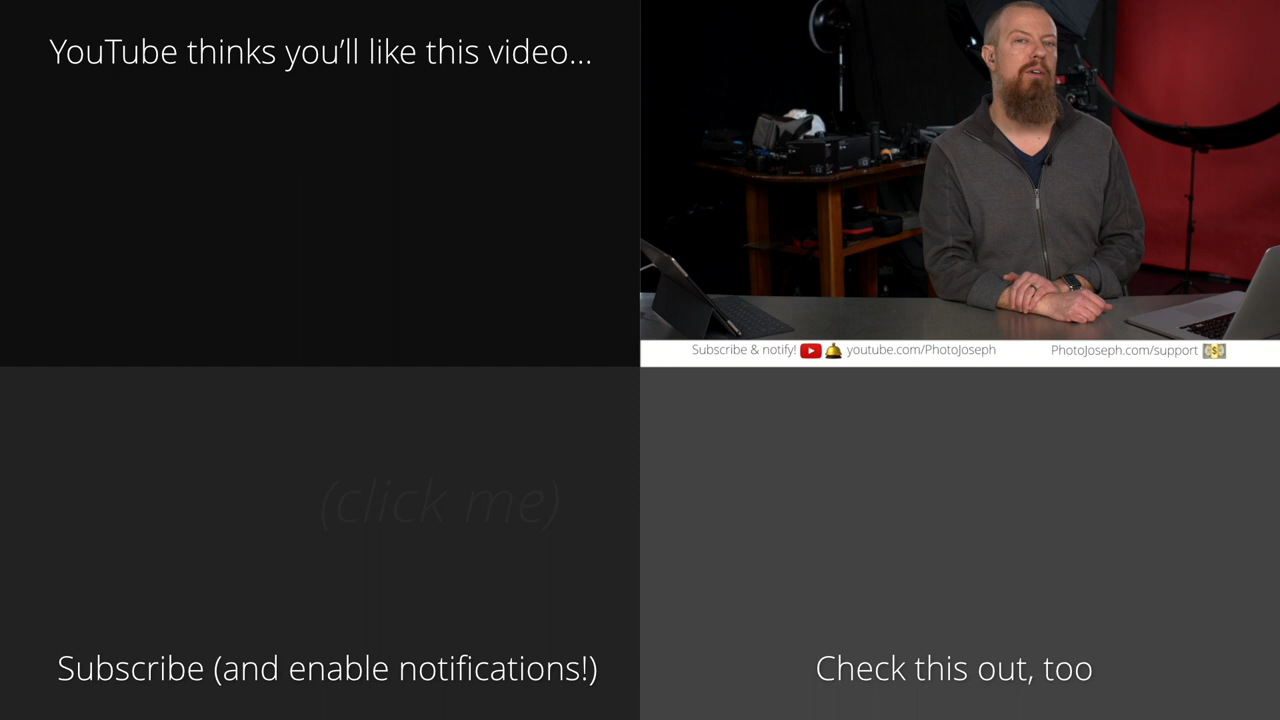 YouTube thinks you’ll like this video...
Subscribe & notify! youtube.com/PhotoJoseph PhotoJoseph.com/support
(click me)
Subscribe (and enable notifications!)
Check this out, too